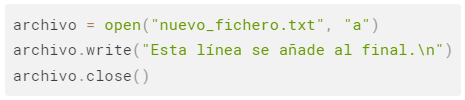 archivo = open("nuevo_fichero.txt", "a")
archivo.write("Esta línea se añade al final.\n")
archivo.close()